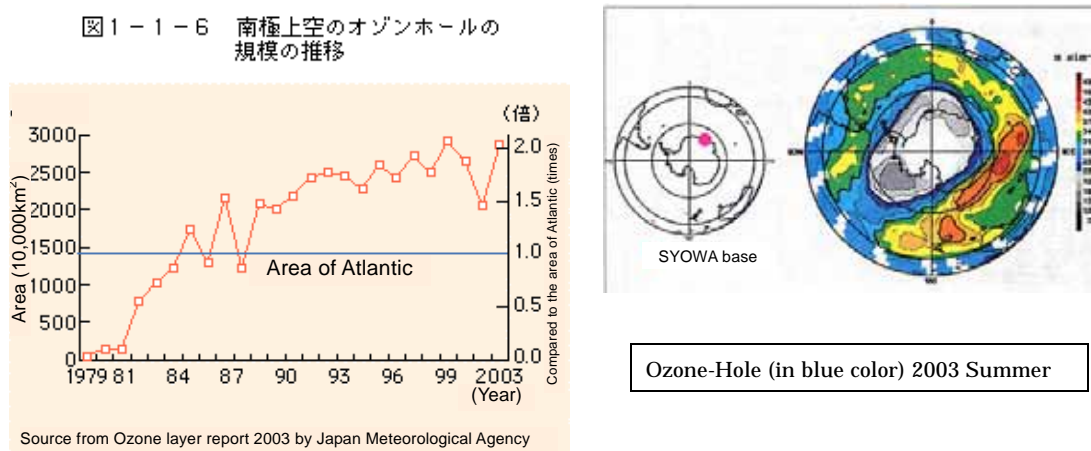 図1-1-6 南極上空のオゾンホールの
規模の推移
(倍)
Area (10,000km²)
3000
2500
2000
1500
1000
500
0
2.0
1.5
1.0
0.5
0.0
Compared to the area of Atlantic (times)
Area of Atlantic
1979 81 84 87 90 93 96 99 2003
(Year)
Source from Ozone layer report 2003 by Japan Meteorological Agency
SYOWA base
Ozone-Hole (in blue color) 2003 Summer